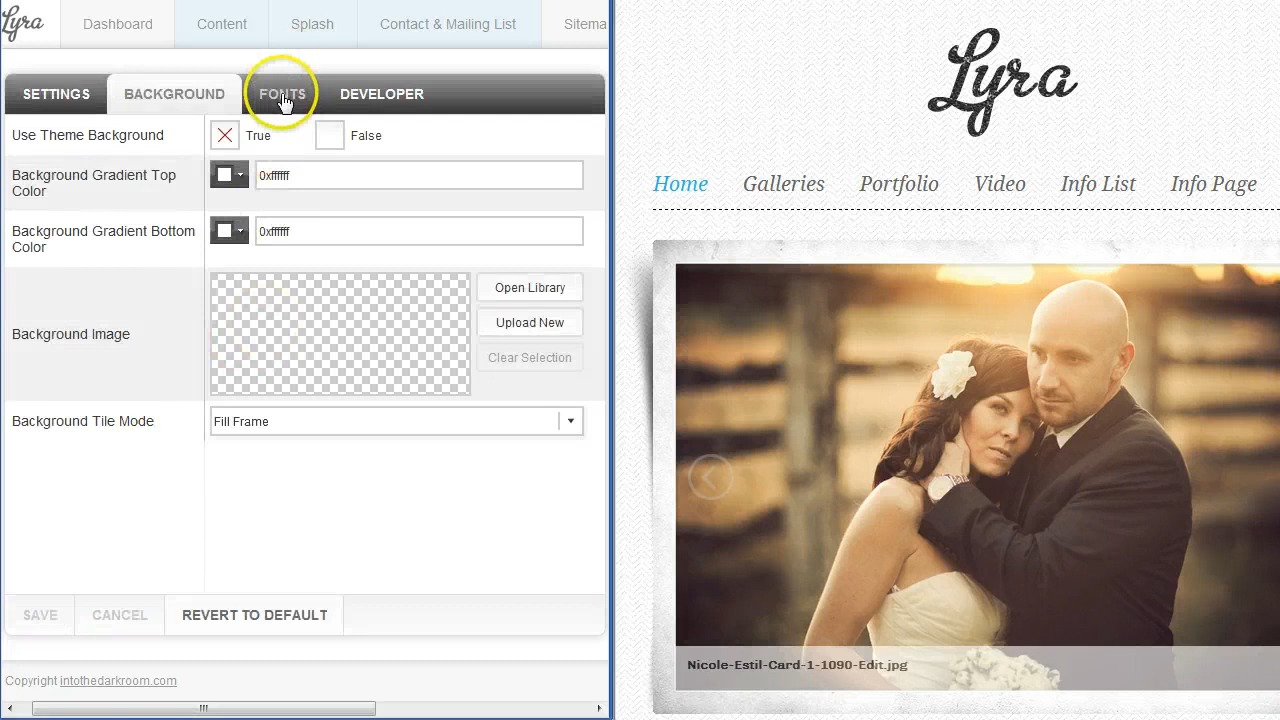 Lyra
Dashboard
Content
Splash
Contact & Mailing List
Sitema
SETTINGS
BACKGROUND
FONTS
DEVELOPER
Use Theme Background
True
False
Background Gradient Top
Color
0xffffff
Background Gradient Bottom
Color
0xffffff
Background Image
Open Library
Upload New
Clear Selection
Background Tile Mode
Fill Frame
SAVE
CANCEL
REVERT TO DEFAULT
Copyright intothedarkroom.com
Lyra
Home
Galleries
Portfolio
Video
Info List
Info Page
Nicole-Estil-Card-1-1090-Edit.jpg